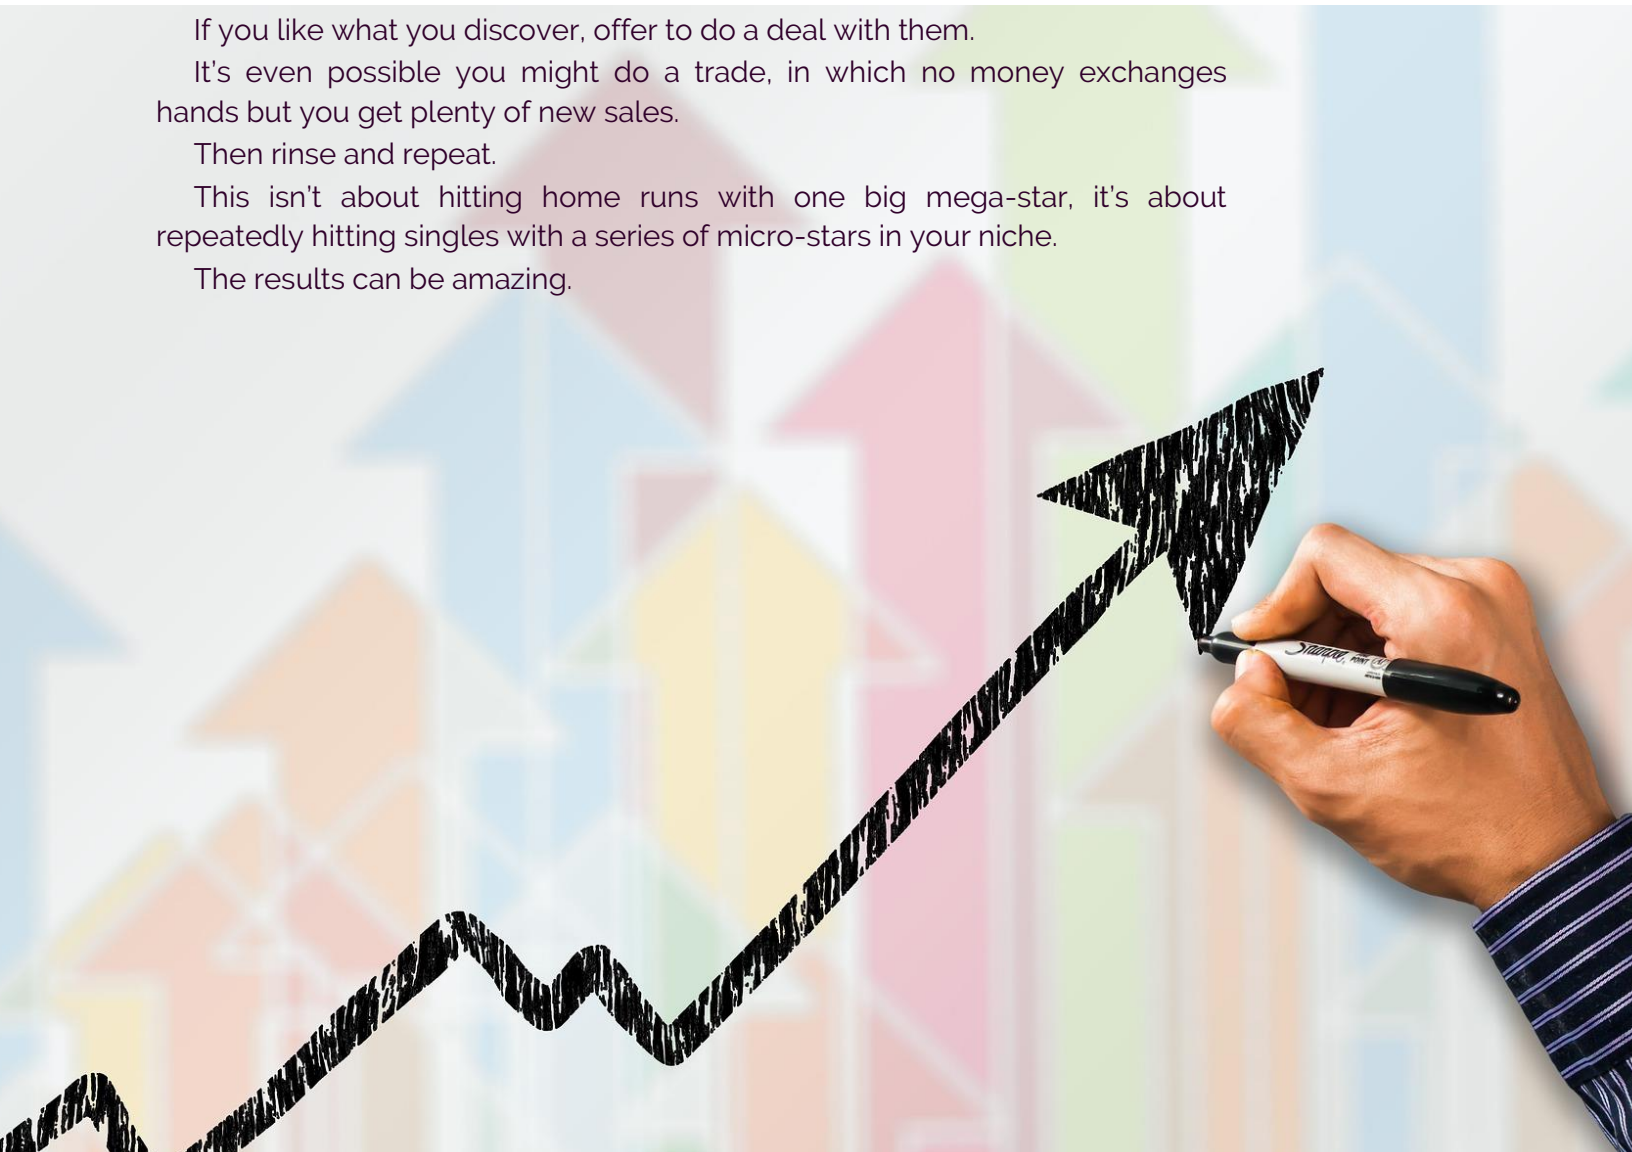 If you like what you discover, offer to do a deal with them.
It's even possible you might do a trade, in which no money exchanges
hands but you get plenty of new sales.
Then rinse and repeat.
This isn't about hitting home runs with one big mega-star, it's about
repeatedly hitting singles with a series of micro-stars in your niche.
The results can be amazing.
Sharpie